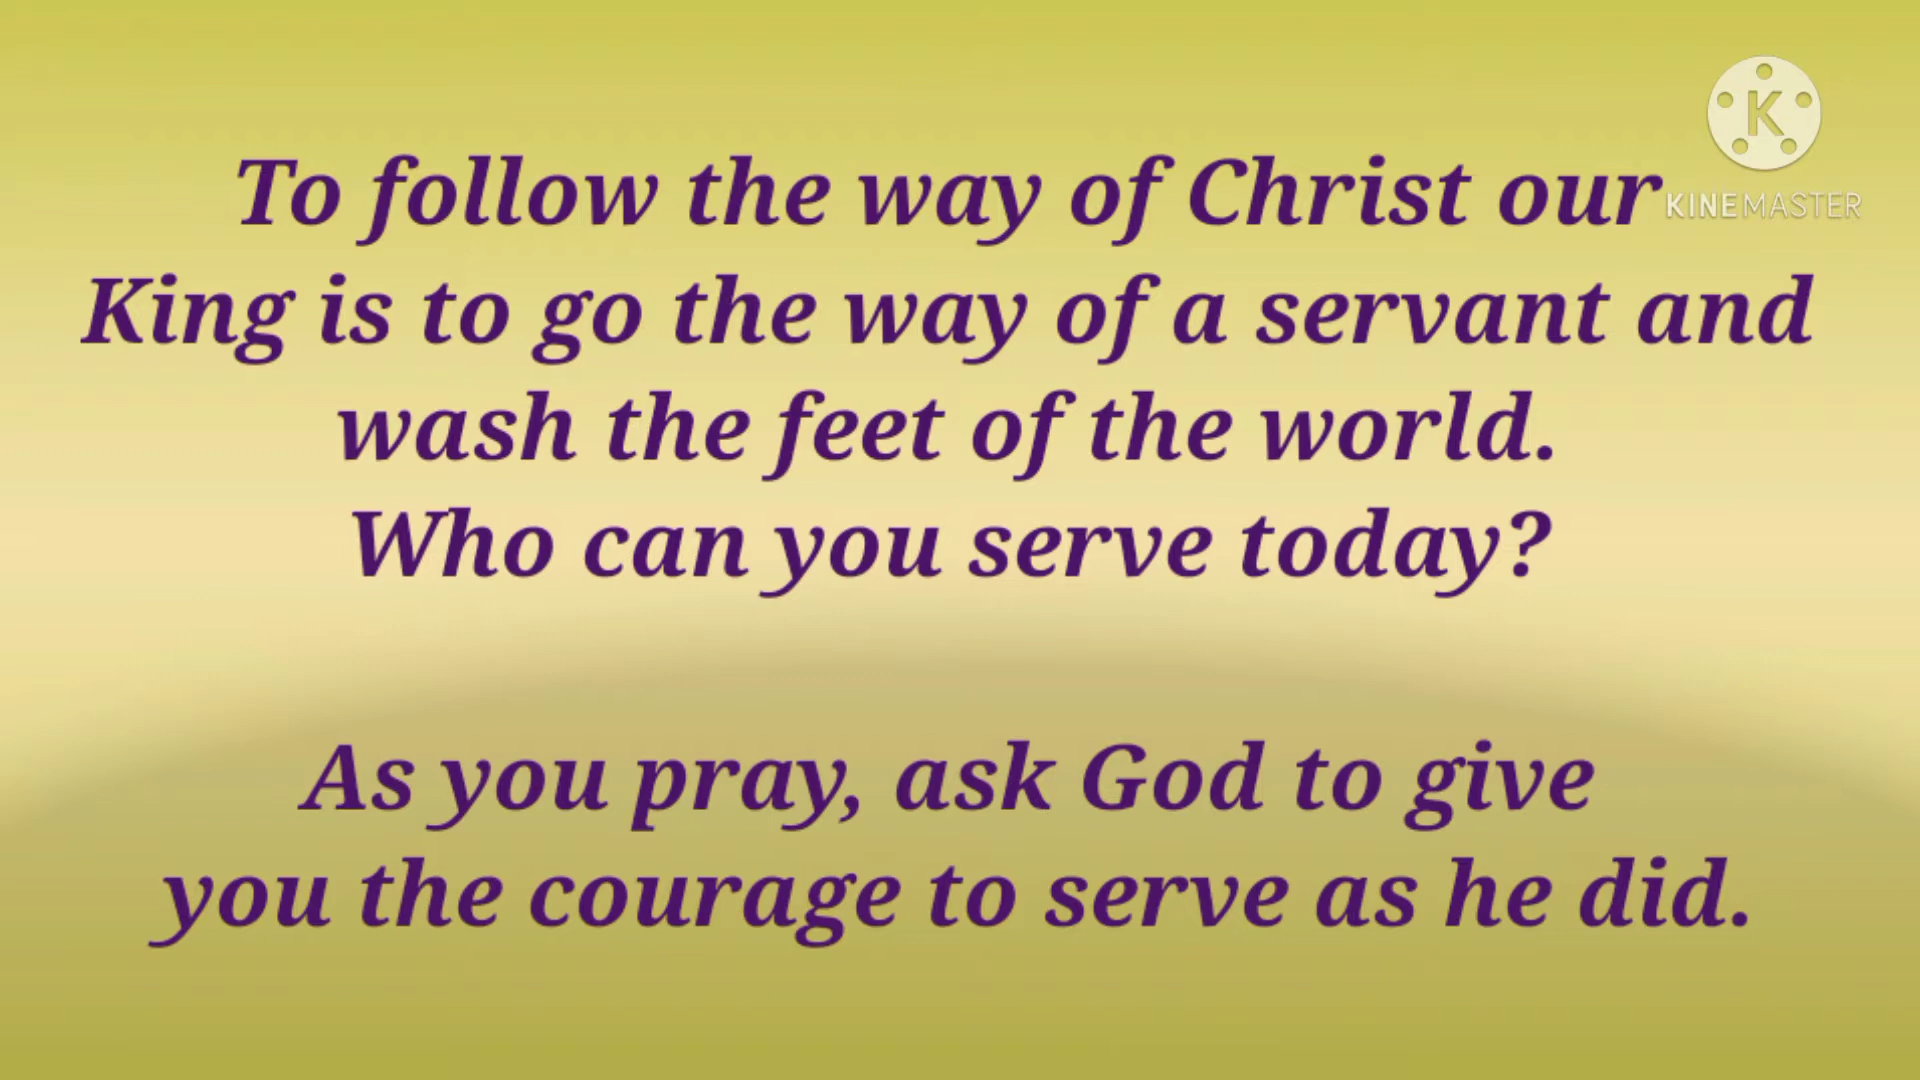 To follow the way of Christ our
King is to go the way of a servant and
wash the feet of the world.
Who can you serve today?
As you pray, ask God to give
you the courage to serve as he did.
K
KINEMASTER